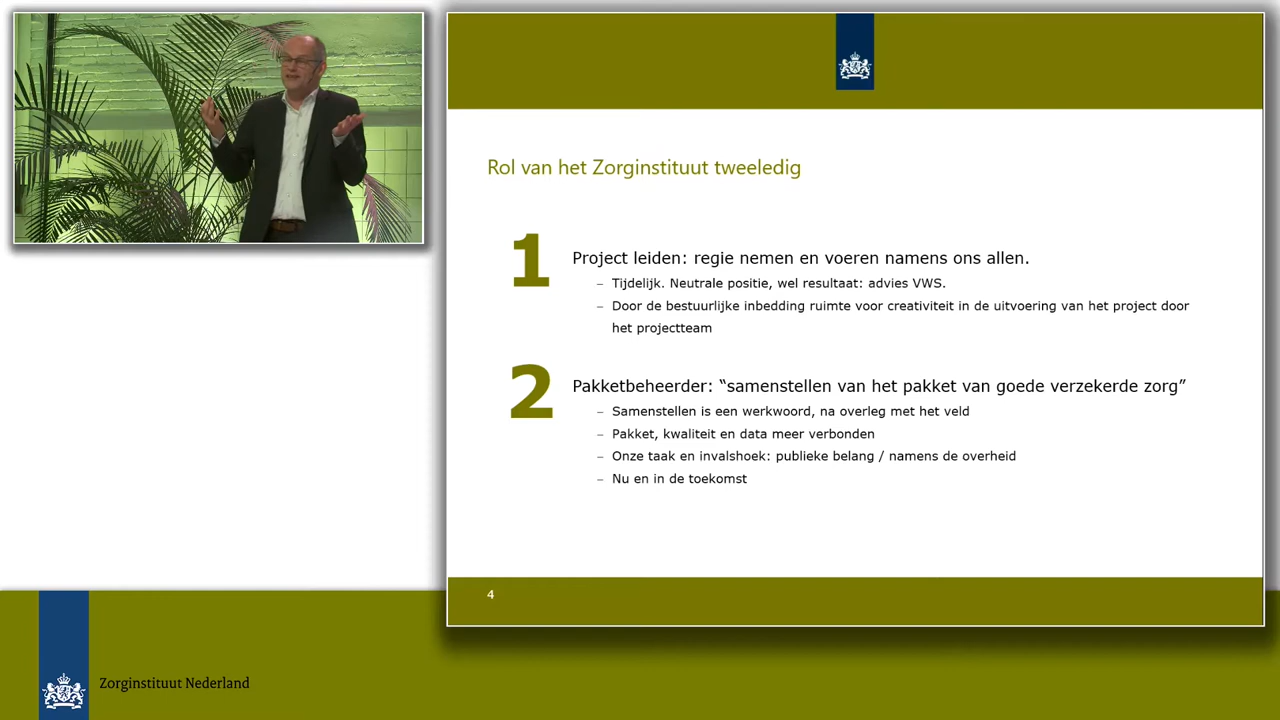 Rol van het Zorginstituut tweeledig
1
Project leiden: regie nemen en voeren namens ons allen.
– Tijdelijk. Neutrale positie, wel resultaat: advies VWS.
– Door de bestuurlijke inbedding ruimte voor creativiteit in de uitvoering van het project door
het projectteam
2
Pakketbeheerder: “samenstellen van het pakket van goede verzekerde zorg”
– Samenstellen is een werkwoord, na overleg met het veld
– Pakket, kwaliteit en data meer verbonden
– Onze taak en invalshoek: publieke belang / namens de overheid
– Nu en in de toekomst
4
Zorginstituut Nederland